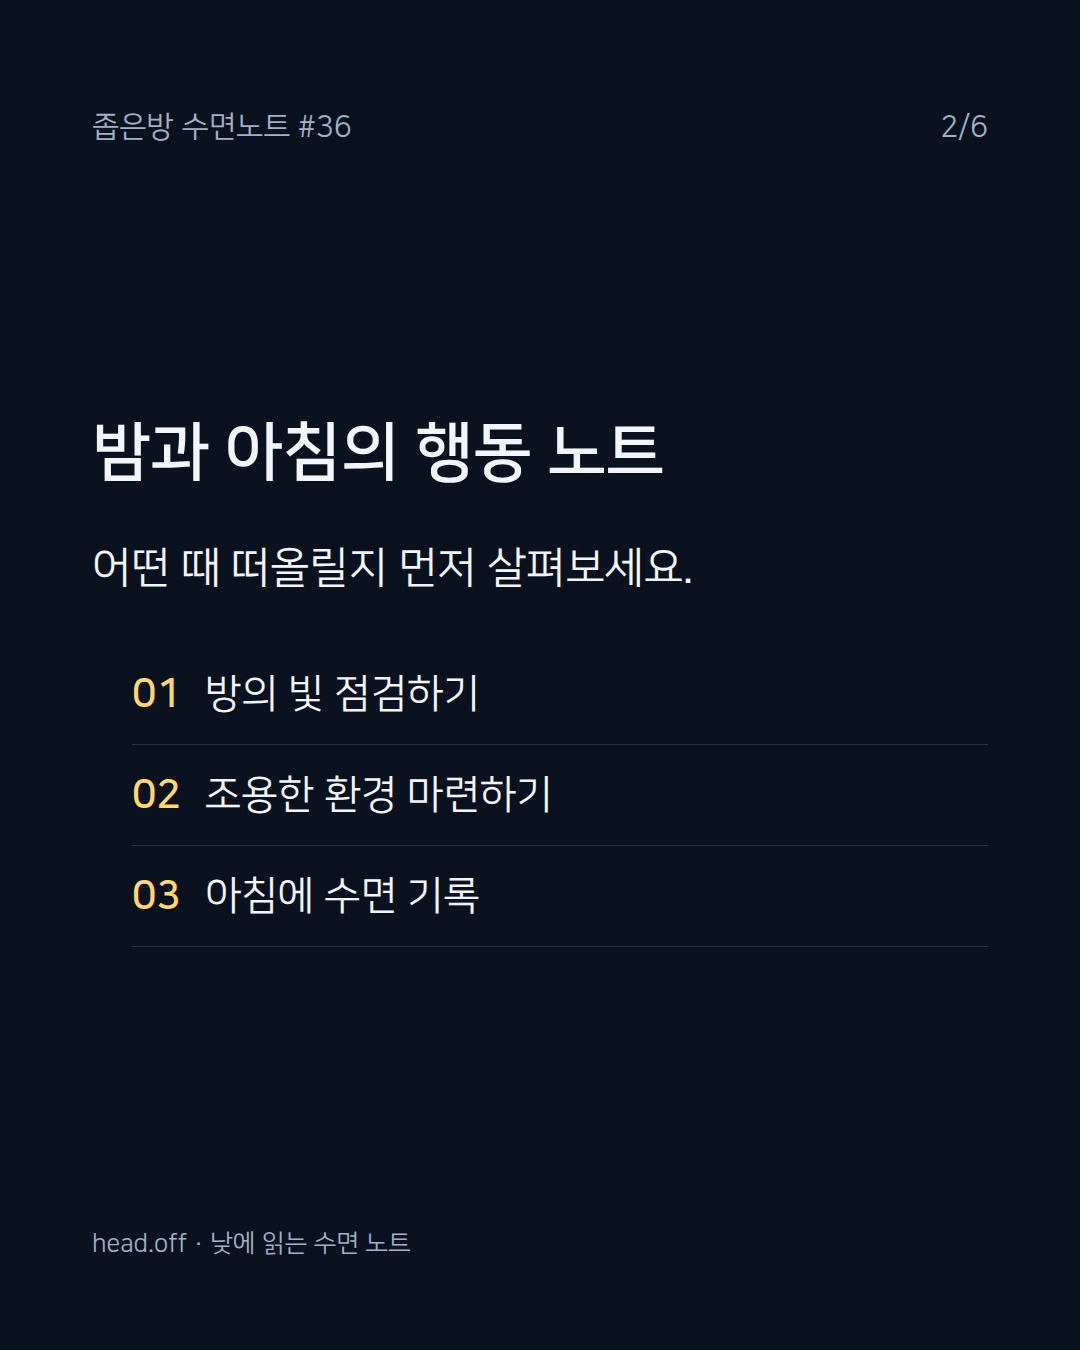 좁은방 수면노트 #36
2/6
밤과 아침의 행동 노트
어떤 때 떠올릴지 먼저 살펴보세요.
01 방의 빛 점검하기
02 조용한 환경 마련하기
03 아침에 수면 기록
head.off · 낮에 읽는 수면 노트